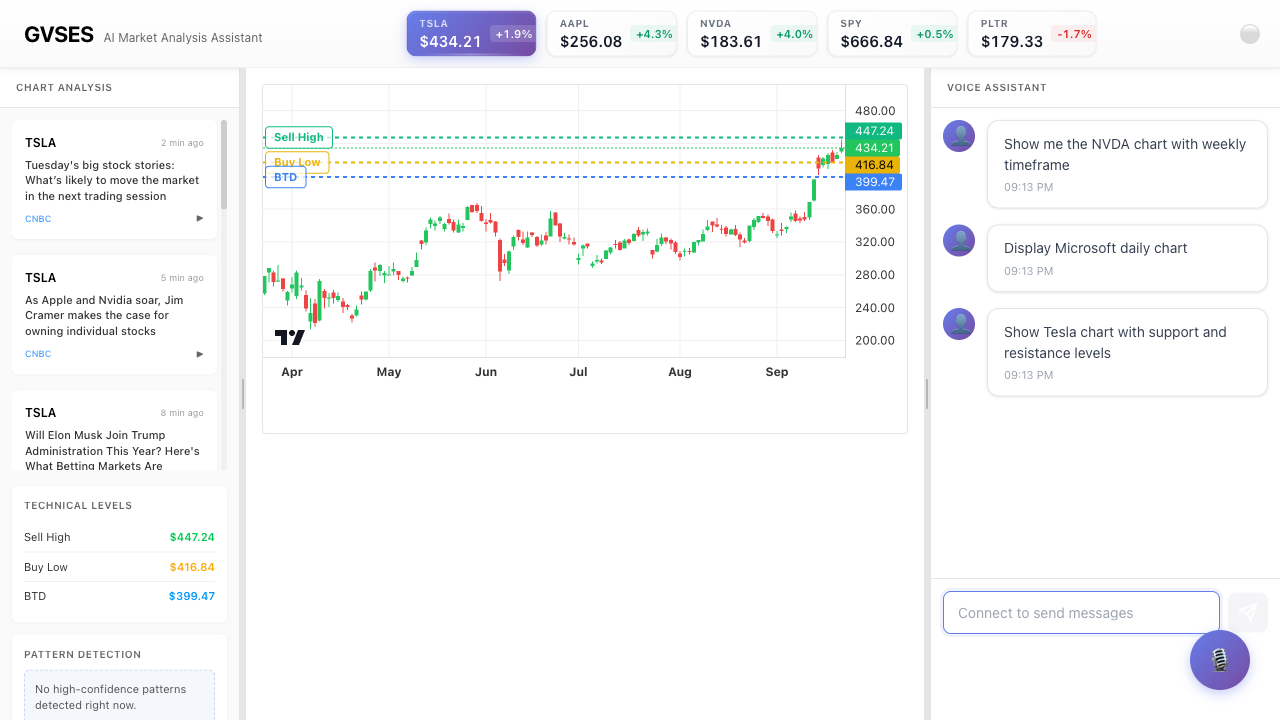 GVSES AI Market Analysis Assistant
TSLA
$434.21 +1.9%
AAPL
$256.08 +4.3%
NVDA
$183.61 +4.0%
SPY
$666.84 +0.5%
PLTR
$179.33 -1.7%
CHART ANALYSIS
TSLA 2 min ago
Tuesday's big stock stories:
What's likely to move the market
in the next trading session
CNBC
TSLA 5 min ago
As Apple and Nvidia soar, Jim
Cramer makes the case for
owning individual stocks
CNBC
TSLA 8 min ago
Will Elon Musk Join Trump
Administration This Year? Here's
What Betting Markets Are
TECHNICAL LEVELS
Sell High $447.24
Buy Low $416.84
BTD $399.47
PATTERN DETECTION
No high-confidence patterns
detected right now.
Sell High
Buy Low
BTD
480.00
447.24
434.21
416.84
399.47
360.00
320.00
280.00
240.00
200.00
Apr May Jun Jul Aug Sep
VOICE ASSISTANT
Show me the NVDA chart with weekly
timeframe
09:13 PM
Display Microsoft daily chart
09:13 PM
Show Tesla chart with support and
resistance levels
09:13 PM
Connect to send messages